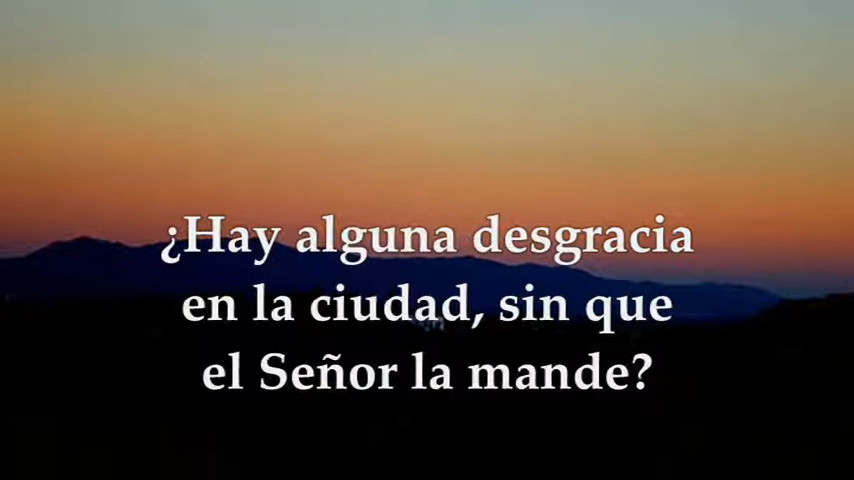 ¿Hay alguna desgracia
en la ciudad, sin que
el Señor la mande?